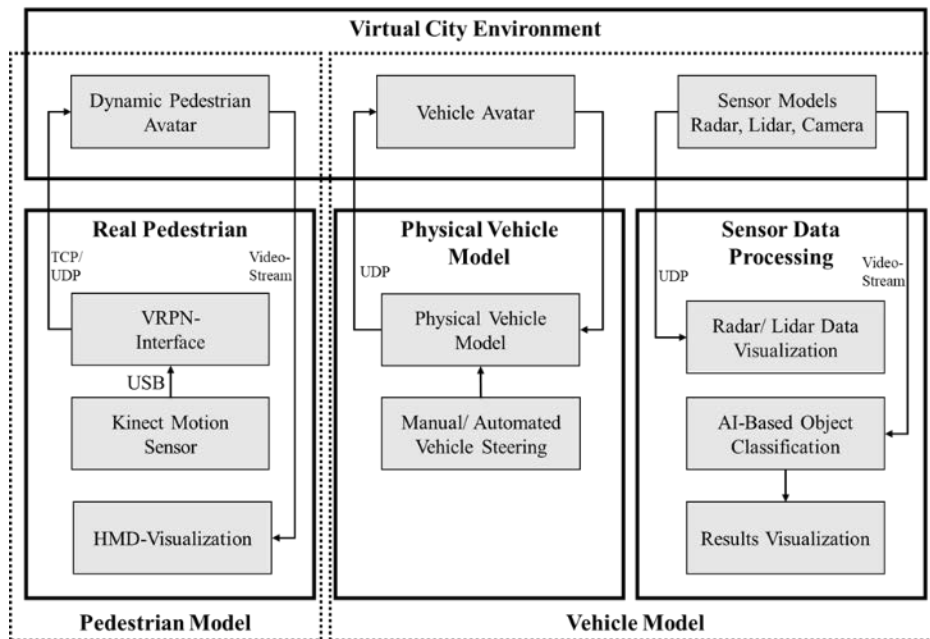 Virtual City Environment
Dynamic Pedestrian
Avatar
Vehicle Avatar
Sensor Models
Radar, Lidar, Camera
Real Pedestrian
TCP/
UDP
Video-
Stream
VRPN-
Interface
USB
Kinect Motion
Sensor
HMD-Visualization
Physical Vehicle
Model
UDP
Physical Vehicle
Model
Manual/ Automated
Vehicle Steering
Sensor Data
Processing
UDP
Video-
Stream
Radar/ Lidar Data
Visualization
AI-Based Object
Classification
Results Visualization
Pedestrian Model
Vehicle Model